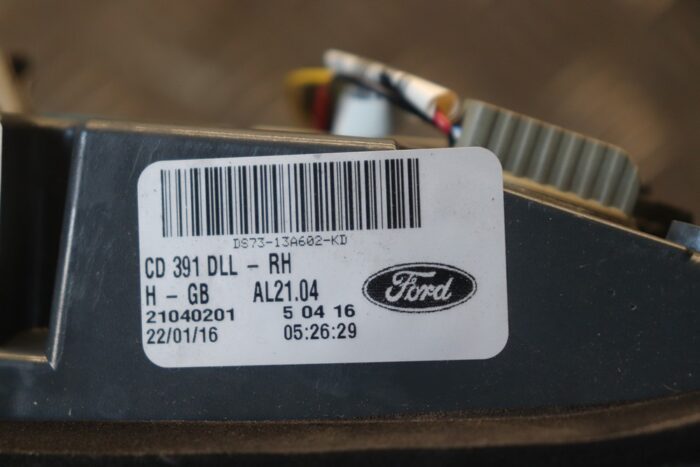 DS73-13A602-KD
CD 391 DLL - RH
H - GB AL21.04
Ford
21040201 5 04 16
22/01/16 05:26:29